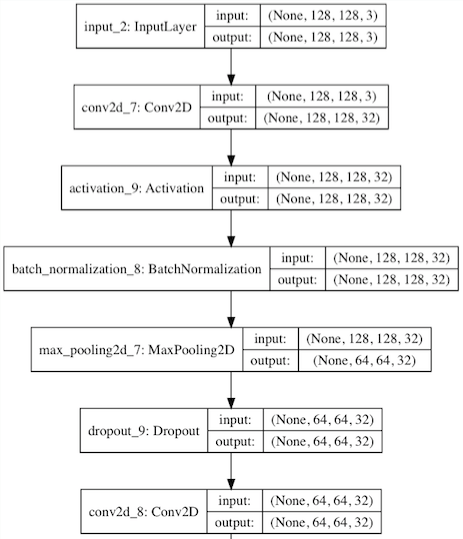 input_2: InputLayer
input: (None, 128, 128, 3)
output: (None, 128, 128, 3)
conv2d_7: Conv2D
input: (None, 128, 128, 3)
output: (None, 128, 128, 32)
activation_9: Activation
input: (None, 128, 128, 32)
output: (None, 128, 128, 32)
batch_normalization_8: BatchNormalization
input: (None, 128, 128, 32)
output: (None, 128, 128, 32)
max_pooling2d_7: MaxPooling2D
input: (None, 128, 128, 32)
output: (None, 64, 64, 32)
dropout_9: Dropout
input: (None, 64, 64, 32)
output: (None, 64, 64, 32)
conv2d_8: Conv2D
input: (None, 64, 64, 32)
output: (None, 64, 64, 32)